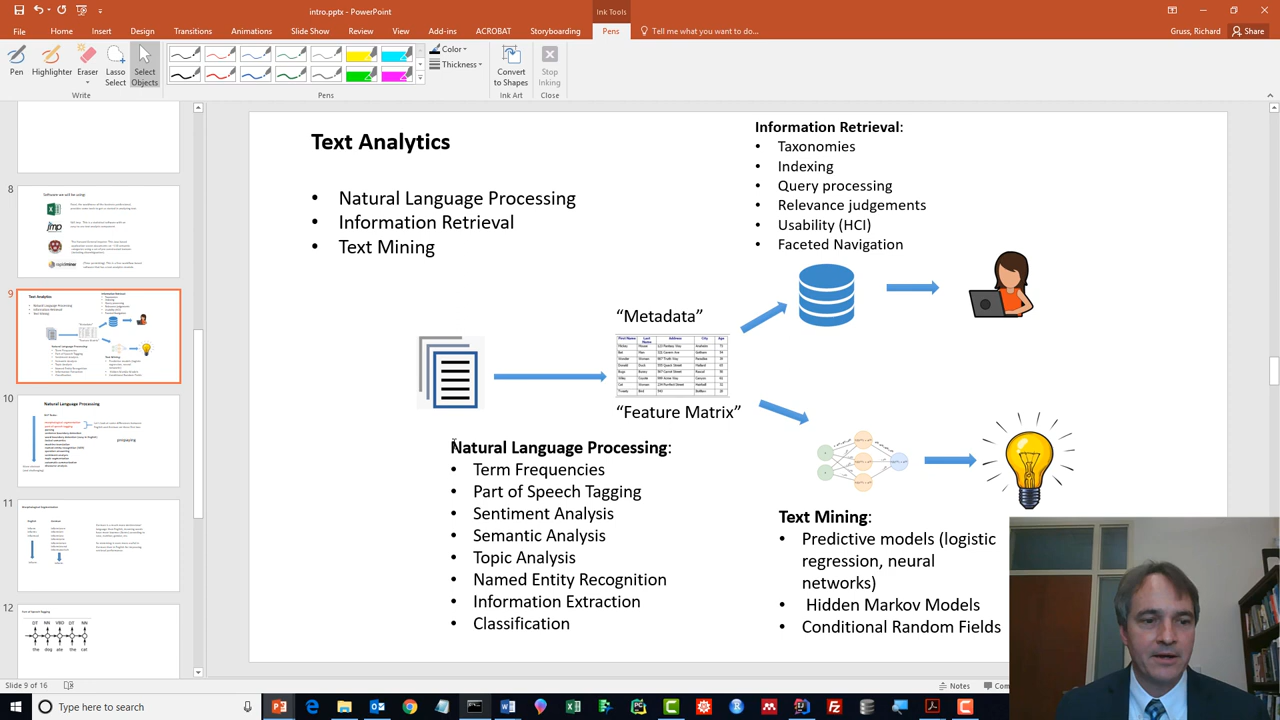 intro.pptx - PowerPoint
Ink Tools
Gruss, Richard
Share
File
Home
Insert
Design
Transitions
Animations
Slide Show
Review
View
Add-ins
ACROBAT
Storyboarding
Pens
Tell me what you want to do...
Pen
Highlighter
Eraser
Lasso Select
Select Objects
Write
Color
Thickness
Pens
Convert to Shapes
Ink Art
Stop Inking
Close
8
9
10
11
12
Text Analytics
• Natural Language Processing
• Information Retrieval
• Text Mining
Information Retrieval:
• Taxonomies
• Indexing
• Query processing
• Relevance judgements
• Usability (HCI)
• Faceted Navigation
“Metadata”
“Feature Matrix”
Natural Language Processing:
• Term Frequencies
• Part of Speech Tagging
• Sentiment Analysis
• Semantic Analysis
• Topic Analysis
• Named Entity Recognition
• Information Extraction
• Classification
Text Mining:
• Predictive models (logistic
regression, neural
networks)
• Hidden Markov Models
• Conditional Random Fields
Slide 9 of 16
Notes
Type here to search